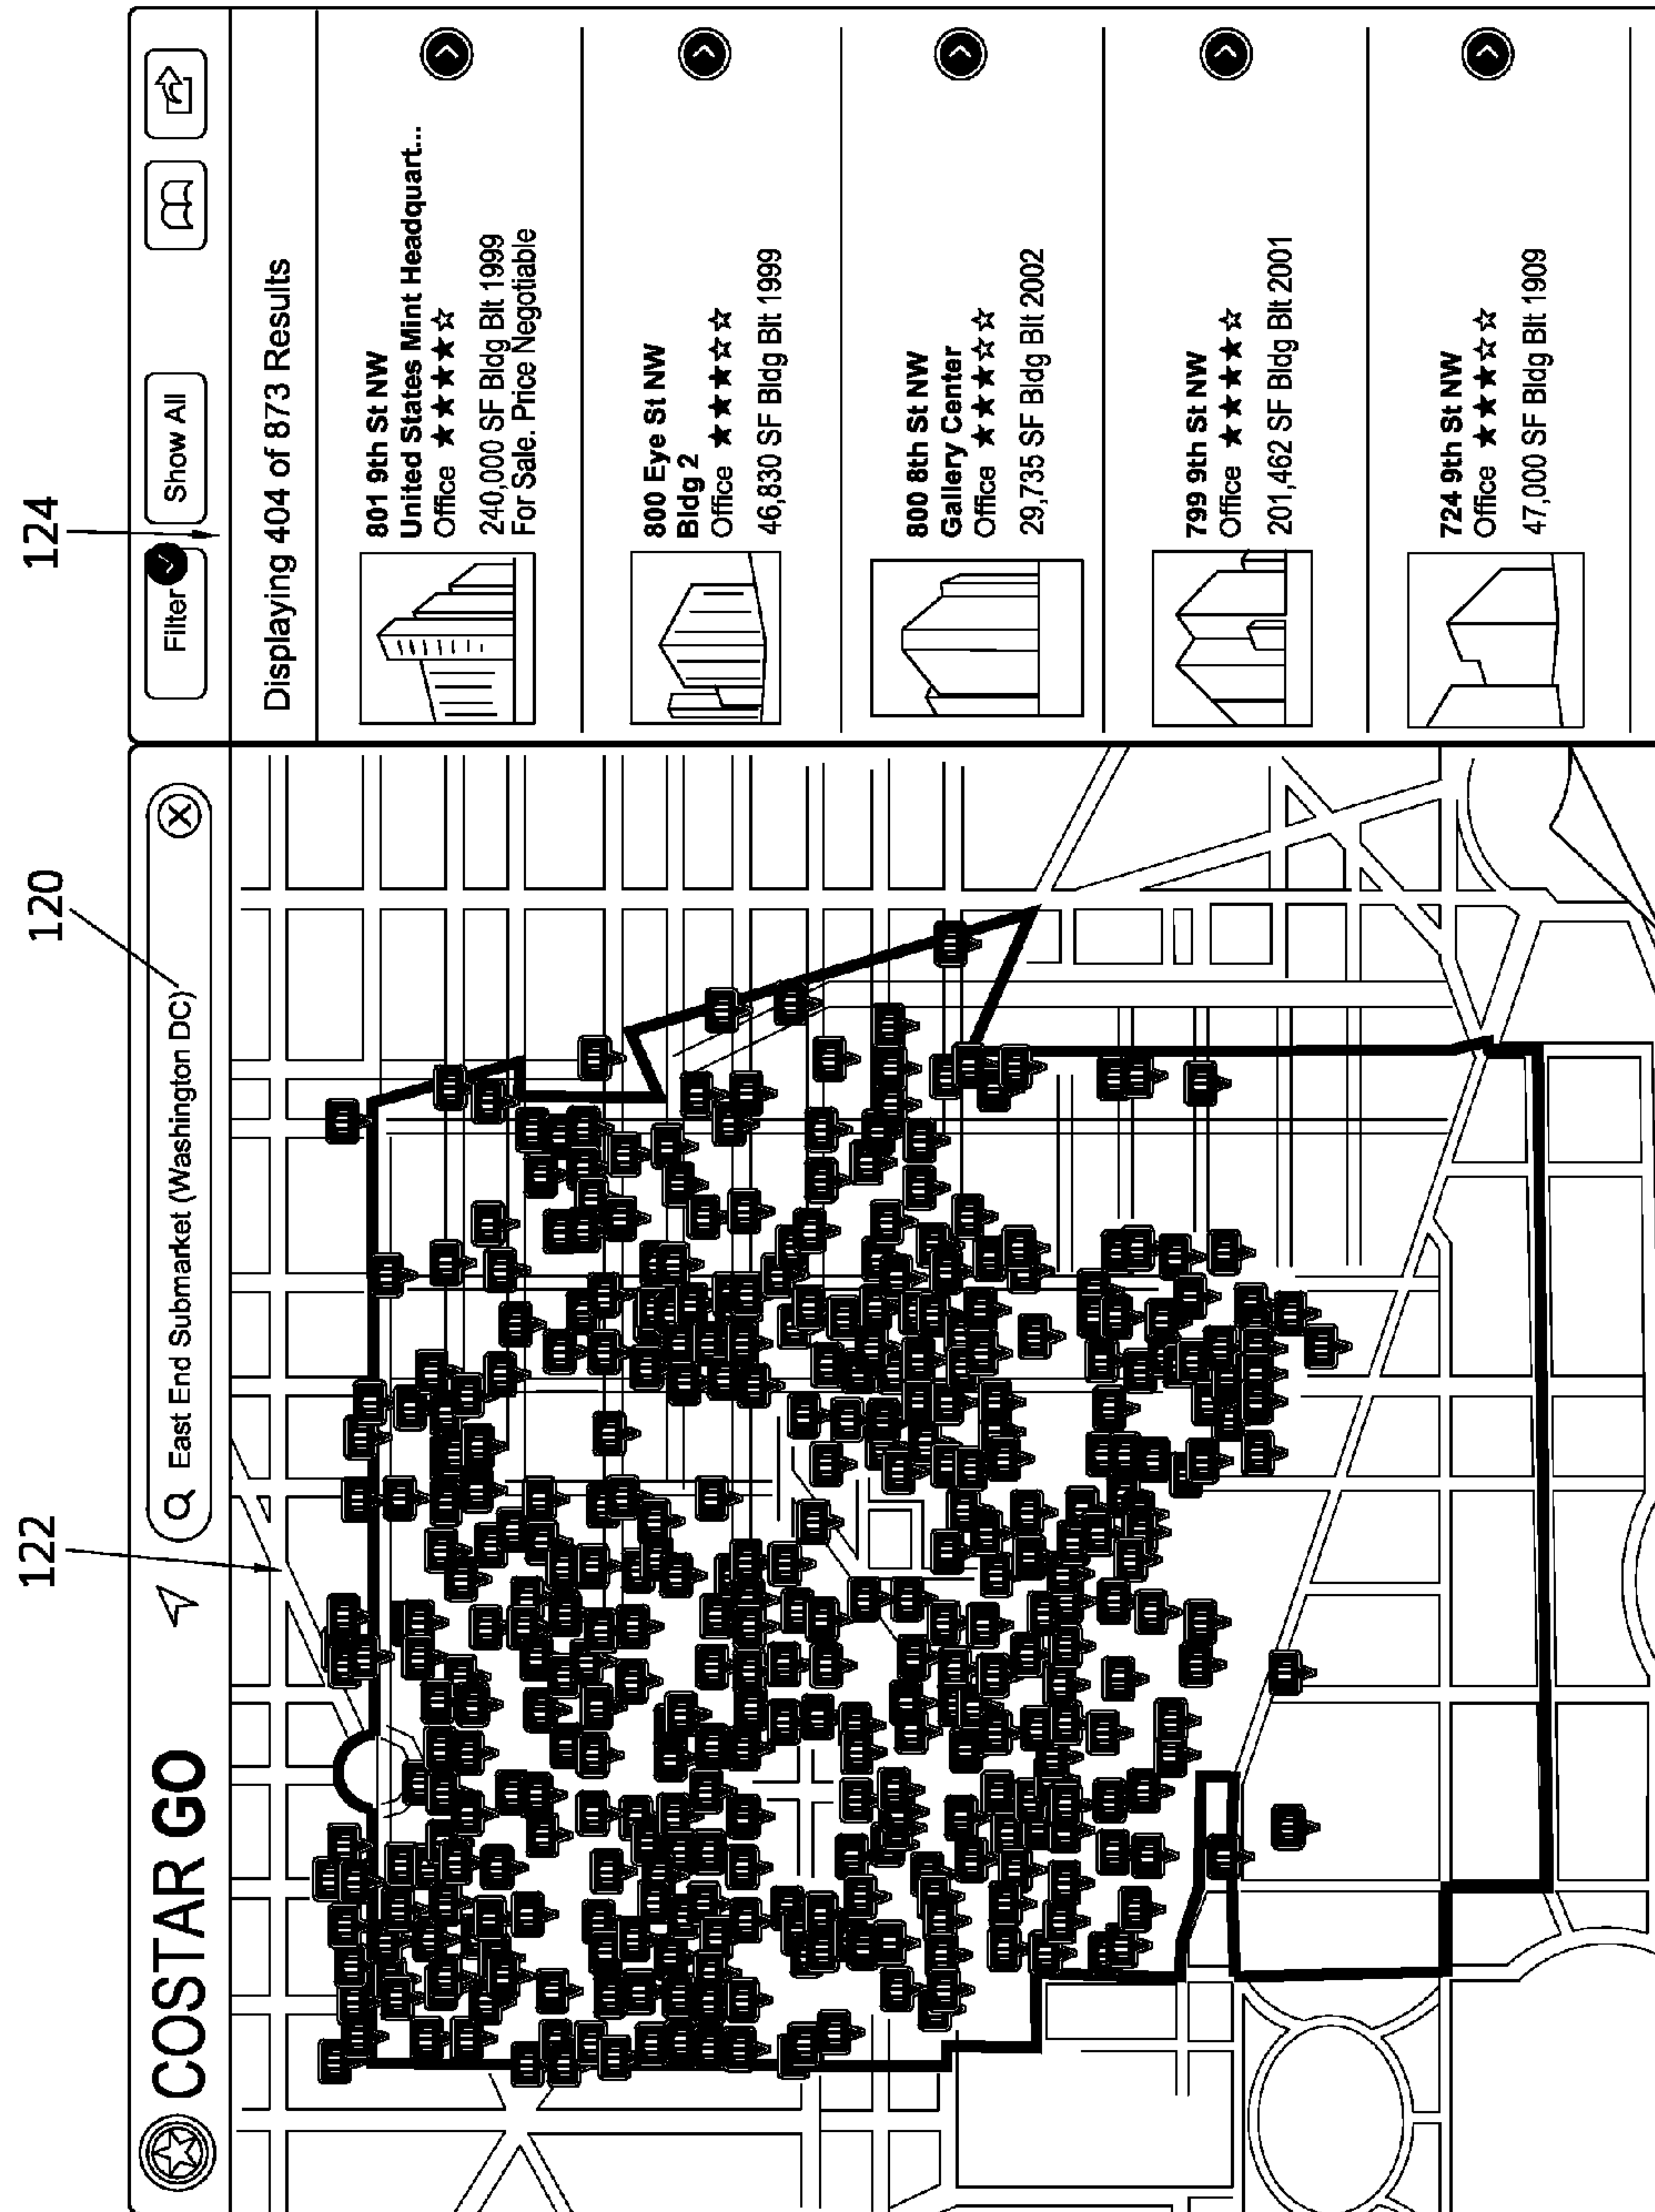 122
120
124
COSTAR GO
East End Submarket (Washington DC)
Filter
Show All
Displaying 404 of 873 Results
801 9th St NW
United States Mint Headquart...
Office ★★★★☆
240,000 SF Bldg Blt 1999
For Sale. Price Negotiable
800 Eye St NW
Bldg 2
Office ★★★☆☆
46,830 SF Bldg Blt 1999
800 8th St NW
Gallery Center
Office ★★★☆☆
29,735 SF Bldg Blt 2002
799 9th St NW
Office ★★★★☆
201,462 SF Bldg Blt 2001
724 9th St NW
Office ★★★☆☆
47,000 SF Bldg Blt 1909